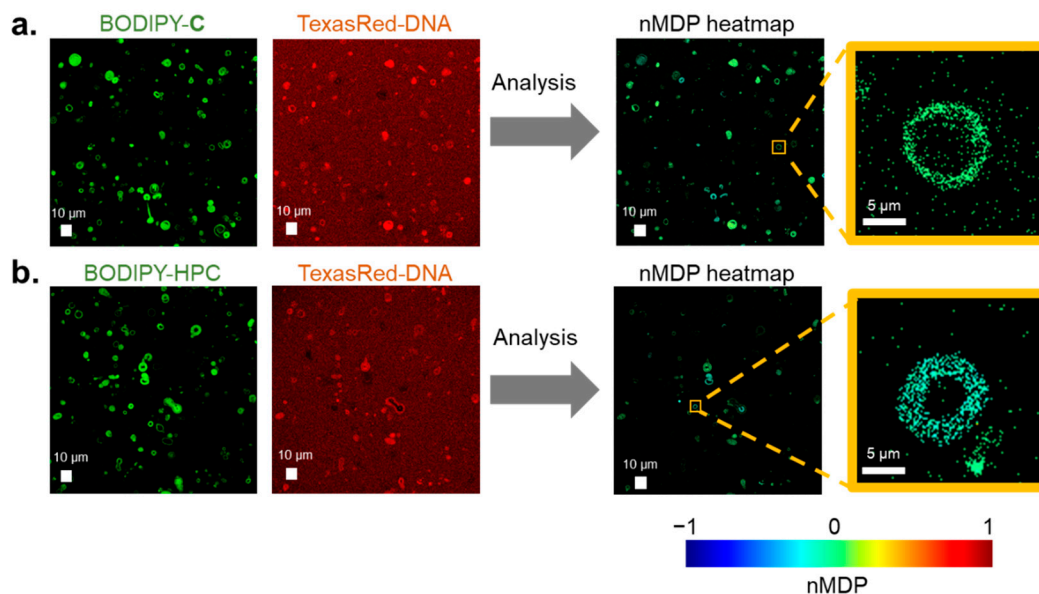 a.
BODIPY-C
TexasRed-DNA
nMDP heatmap
Analysis
10 µm
10 µm
10 µm
5 µm
b.
BODIPY-HPC
TexasRed-DNA
nMDP heatmap
Analysis
10 µm
10 µm
10 µm
5 µm
−1
0
1
nMDP